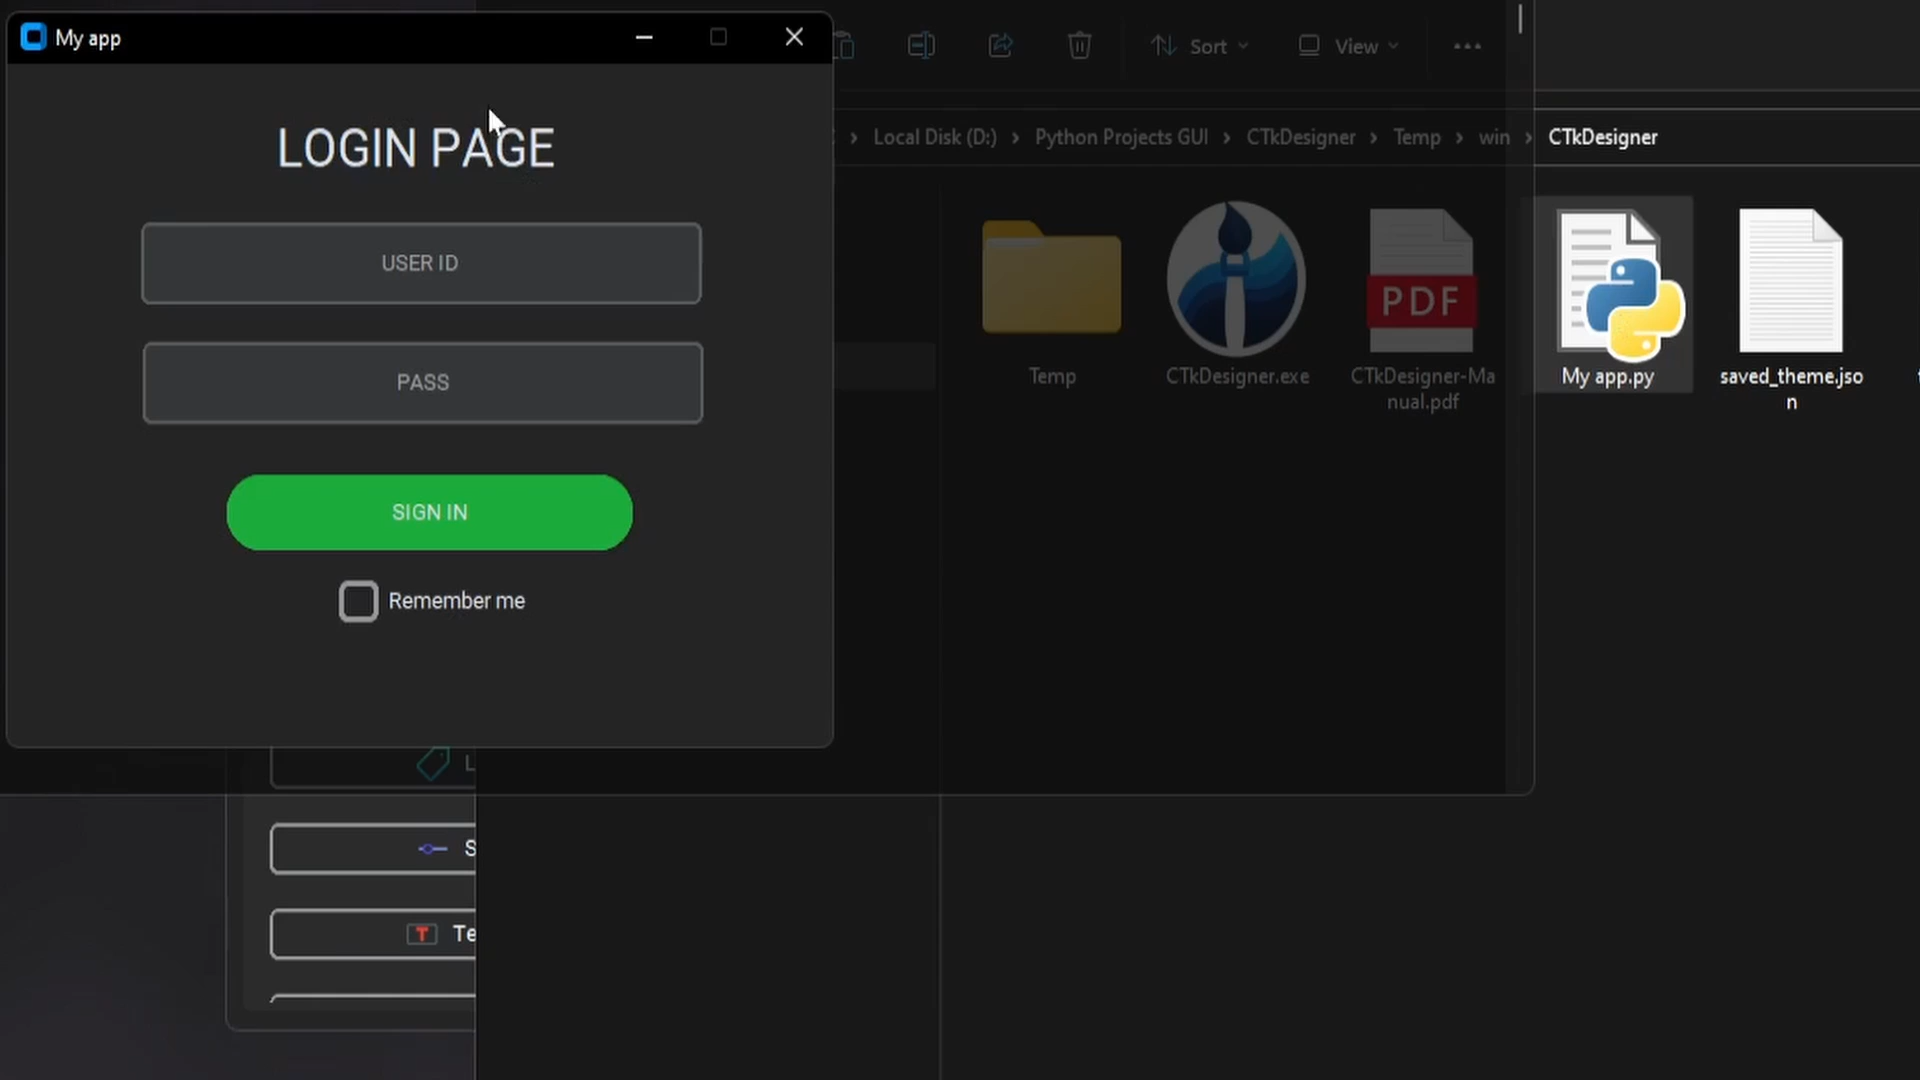 My app
Sort
View
LOGIN PAGE
Local Disk (D:) › Python Projects GUI › CTkDesigner › Temp › win › CTkDesigner
USER ID
PASS
SIGN IN
Remember me
Temp
CTkDesigner.exe
CTkDesigner-Ma
nual.pdf
PDF
My app.py
saved_theme.jso
n
L
S
T Te